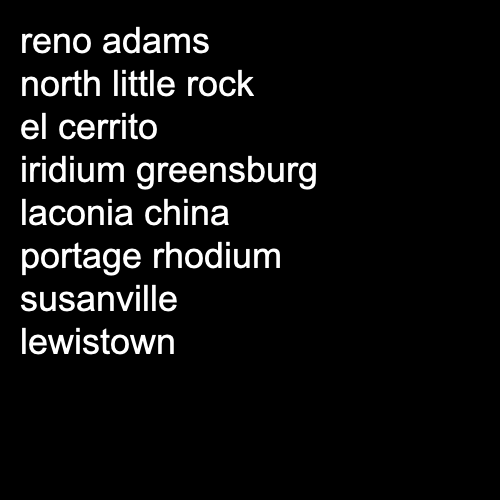 reno adams
north little rock
el cerrito
iridium greensburg
laconia china
portage rhodium
susanville
lewistown